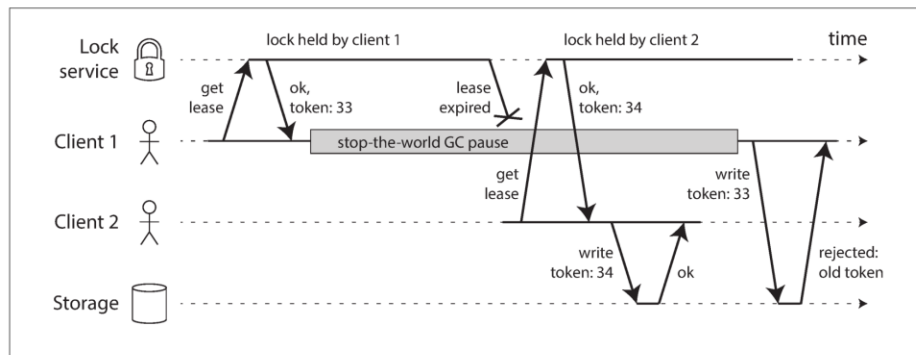 Lock
service
lock held by client 1
lock held by client 2
time
get
lease
ok,
token: 33
lease
expired
ok,
token: 34
Client 1
stop-the-world GC pause
get
lease
write
token: 33
Client 2
write
token: 34
ok
rejected:
old token
Storage